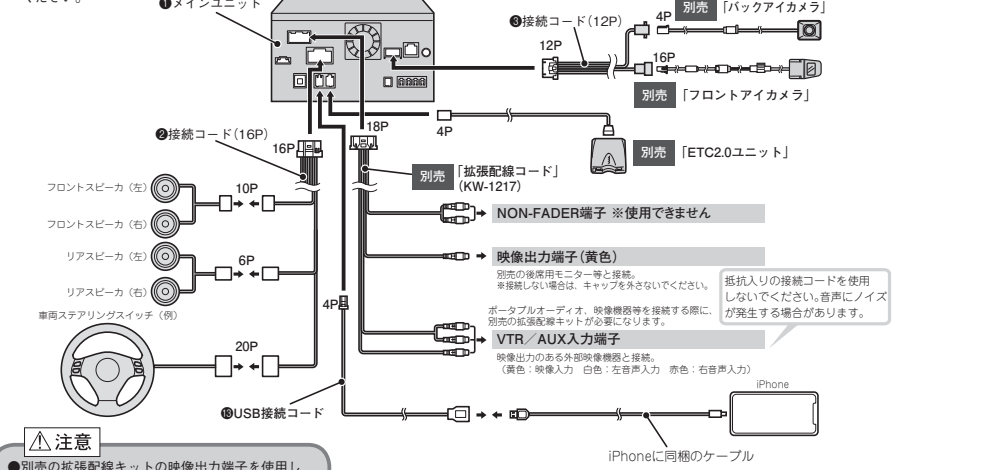 ください。
❶メインユニット
❸接続コード(12P)
12P
4P
別売 「バックアイカメラ」
16P
別売 「フロントアイカメラ」
4P
別売 「ETC2.0ユニット」
❷接続コード(16P)
16P
18P
別売 「拡張配線コード」
(KW-1217)
フロントスピーカ（左）
10P
フロントスピーカ（右）
リアスピーカ（左）
6P
リアスピーカ（右）
車両ステアリングスイッチ（例）
20P
4P
⓭USB接続コード
NON-FADER端子 ※使用できません
映像出力端子(黄色)
別売の後席用モニター等と接続。
※接続しない場合は、キャップを外さないでください。
抵抗入りの接続コードを使用
しないでください。音声にノイズ
が発生する場合があります。
ポータブルオーディオ、映像機器等を接続する際に、
別売の拡張配線キットが必要になります。
VTR／AUX入力端子
映像出力のある外部映像機器と接続。
（黄色：映像入力　白色：左音声入力　赤色：右音声入力）
iPhone
iPhoneに同梱のケーブル
注意
●別売の拡張配線キットの映像出力端子を使用し